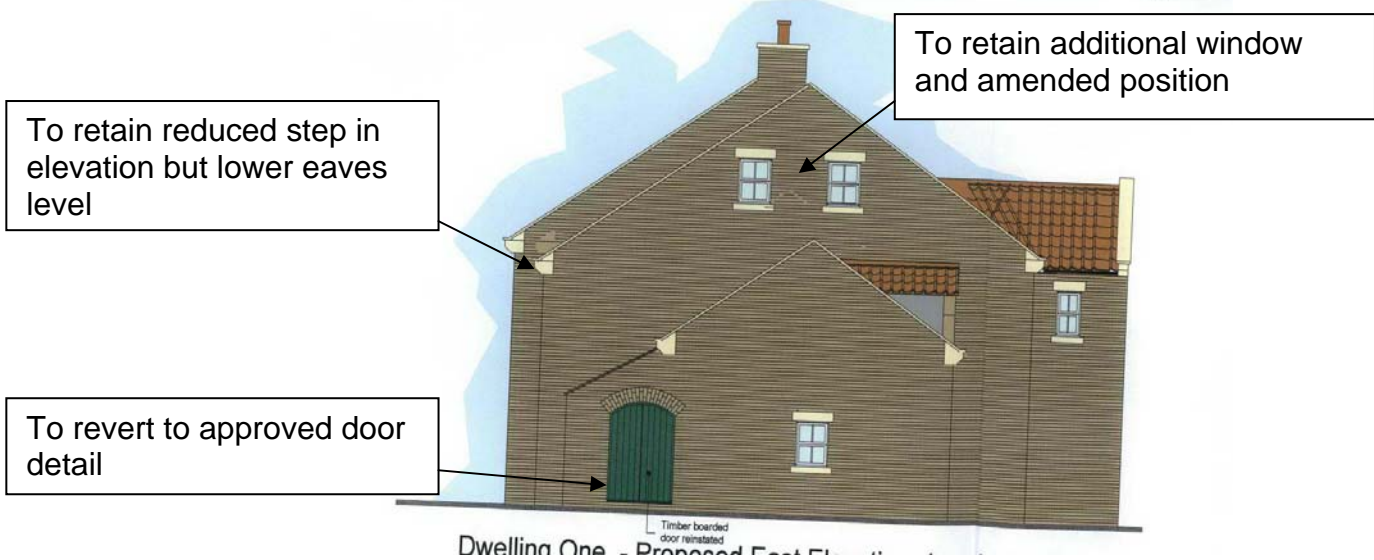 To retain additional window
and amended position
To retain reduced step in
elevation but lower eaves
level
To revert to approved door
detail
Timber boarded
door reinstated
Dwelling One - Proposed East Elevation